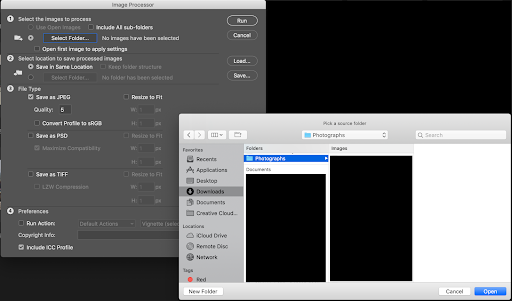 Image Processor
1 Select the images to process
Use Open Images Include All sub-folders
Select Folder... No images have been selected
Open first image to apply settings
2 Select location to save processed images
Save in Same Location Keep folder structure
Select Folder... No folder has been selected
3 File Type
Save as JPEG Resize to Fit
Quality: 5 W: px
Convert Profile to sRGB H: px
Save as PSD Resize to Fit
Maximize Compatibility W: px
H: px
Save as TIFF Resize to Fit
LZW Compression W: px
H: px
4 Preferences
Run Action: Default Actions Vignette (selec
Copyright Info:
Include ICC Profile
Run
Cancel
Load...
Save...
Pick a source folder
Photographs
Search
Favorites
Recents
Applications
Desktop
Downloads
Documents
Creative Cloud...
Locations
iCloud Drive
Remote Disc
Network
Tags
Red
Folders
Photographs
Documents
Images
New Folder
Cancel
Open